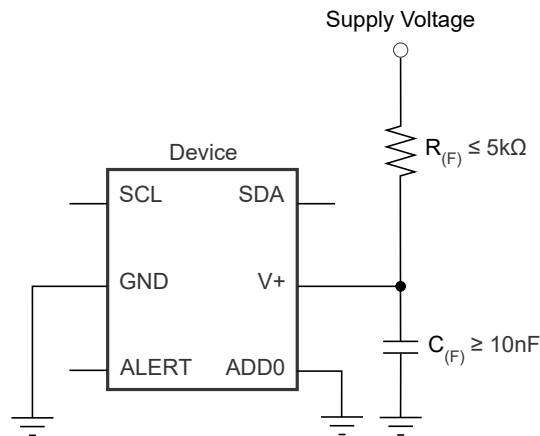 Supply Voltage
R(F) ≤ 5kΩ
Device
SCL SDA
GND V+
C(F) ≥ 10nF
ALERT ADD0